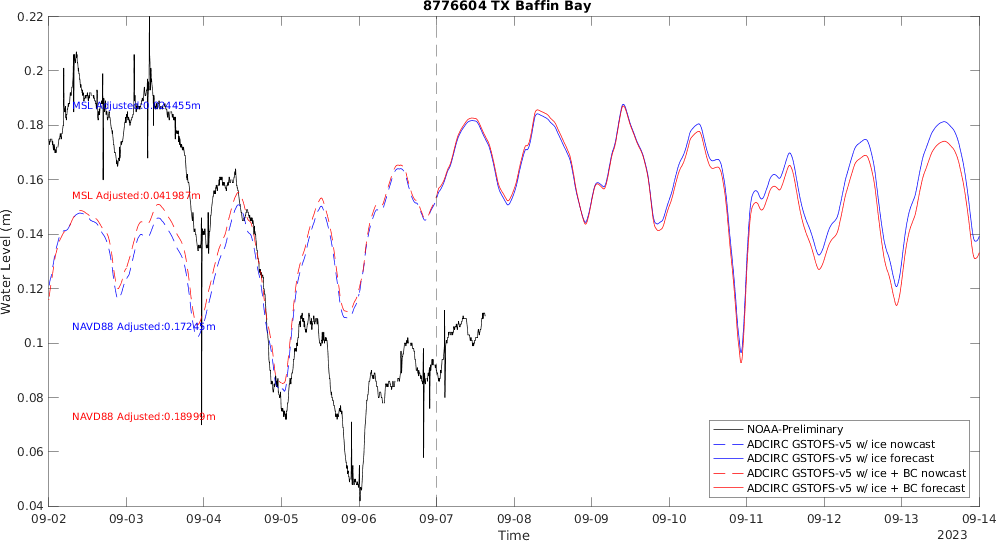 8776604 TX Baffin Bay
Water Level (m)
0.22
0.2
0.18
0.16
0.14
0.12
0.1
0.08
0.06
0.04
MSL Adjusted:0.024455m
MSL Adjusted:0.041987m
NAVD88 Adjusted:0.17245m
NAVD88 Adjusted:0.18999m
NOAA-Preliminary
ADCIRC GSTOFS-v5 w/ ice nowcast
ADCIRC GSTOFS-v5 w/ ice forecast
ADCIRC GSTOFS-v5 w/ ice + BC nowcast
ADCIRC GSTOFS-v5 w/ ice + BC forecast
09-02 09-03 09-04 09-05 09-06 09-07 09-08 09-09 09-10 09-11 09-12 09-13 09-14
Time
2023